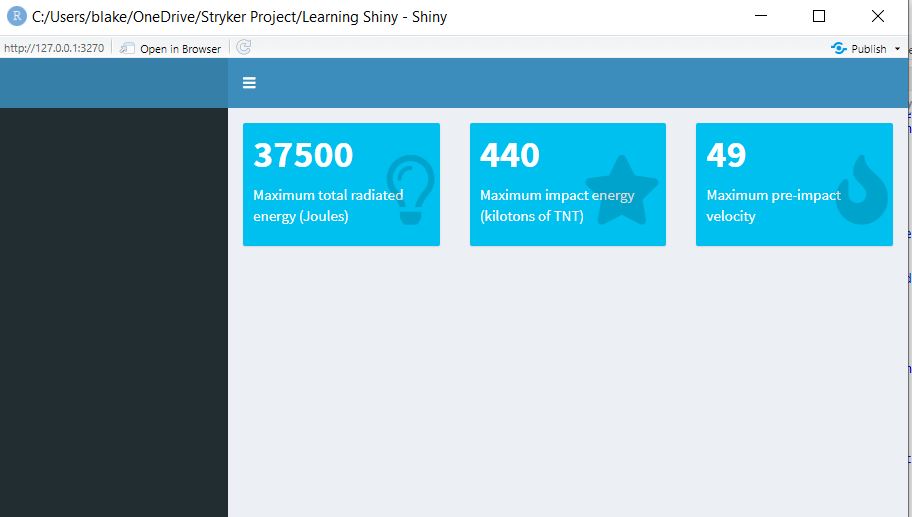 R C:/Users/blake/OneDrive/Stryker Project/Learning Shiny - Shiny
http://127.0.0.1:3270 Open in Browser Publish
37500
Maximum total radiated
energy (Joules)
440
Maximum impact energy
(kilotons of TNT)
49
Maximum pre-impact
velocity